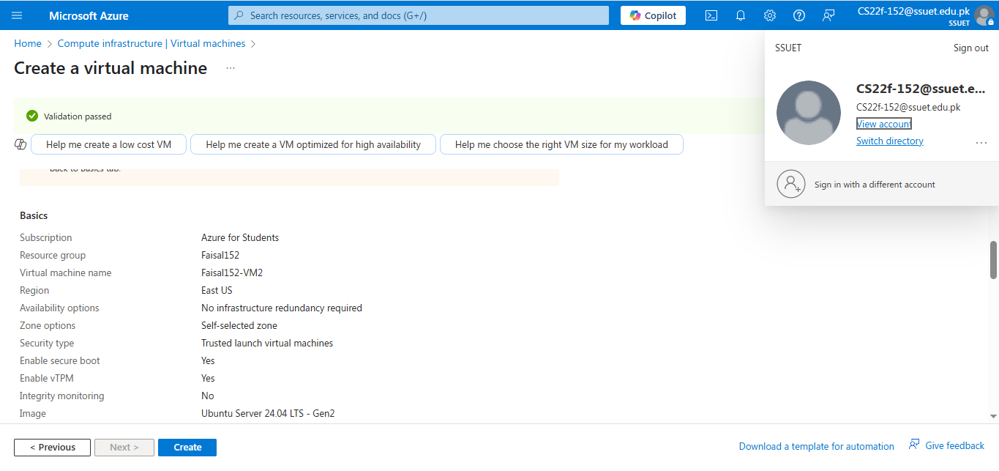 Microsoft Azure
Search resources, services, and docs (G+/)
Copilot
CS22f-152@ssuet.edu.pk
SSUET
Home > Compute infrastructure | Virtual machines >
Create a virtual machine ...
Validation passed
Help me create a low cost VM
Help me create a VM optimized for high availability
Help me choose the right VM size for my workload
back to Basics tab.
SSUET
Sign out
CS22f-152@ssuet.e...
CS22f-152@ssuet.edu.pk
View account
Switch directory
...
Sign in with a different account
Basics
Subscription Azure for Students
Resource group Faisal152
Virtual machine name Faisal152-VM2
Region East US
Availability options No infrastructure redundancy required
Zone options Self-selected zone
Security type Trusted launch virtual machines
Enable secure boot Yes
Enable vTPM Yes
Integrity monitoring No
Image Ubuntu Server 24.04 LTS - Gen2
< Previous
Next >
Create
Download a template for automation
Give feedback